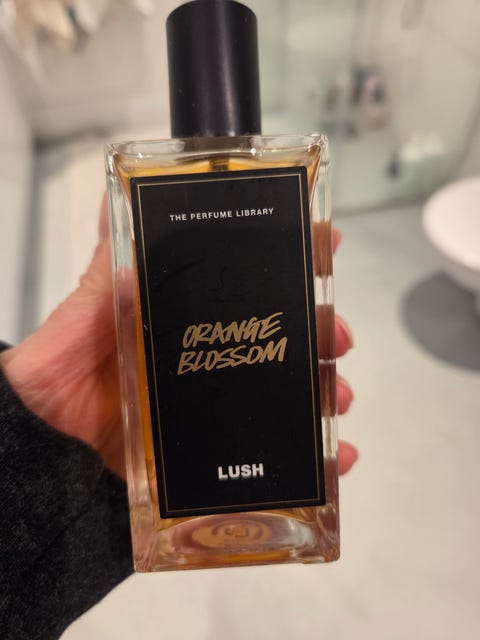 THE PERFUME LIBRARY
ORANGE
BLOSSOM
LUSH